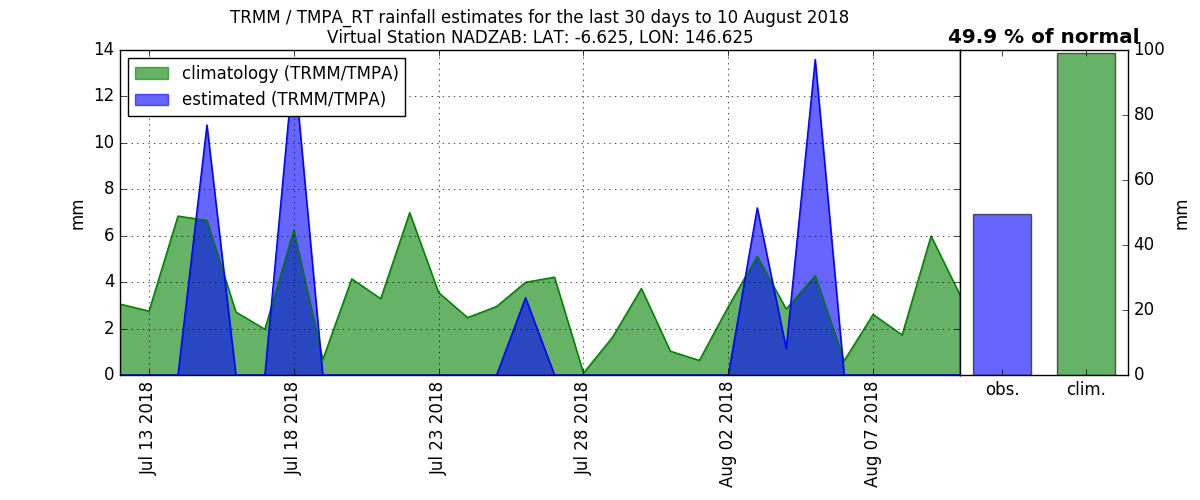 TRMM / TMPA_RT rainfall estimates for the last 30 days to 10 August 2018
Virtual Station NADZAB: LAT: -6.625, LON: 146.625
49.9 % of normal
climatology (TRMM/TMPA)
estimated (TRMM/TMPA)
14
12
10
8
6
4
2
0
mm
Jul 13 2018
Jul 18 2018
Jul 23 2018
Jul 28 2018
Aug 02 2018
Aug 07 2018
100
80
60
40
20
0
mm
obs.
clim.